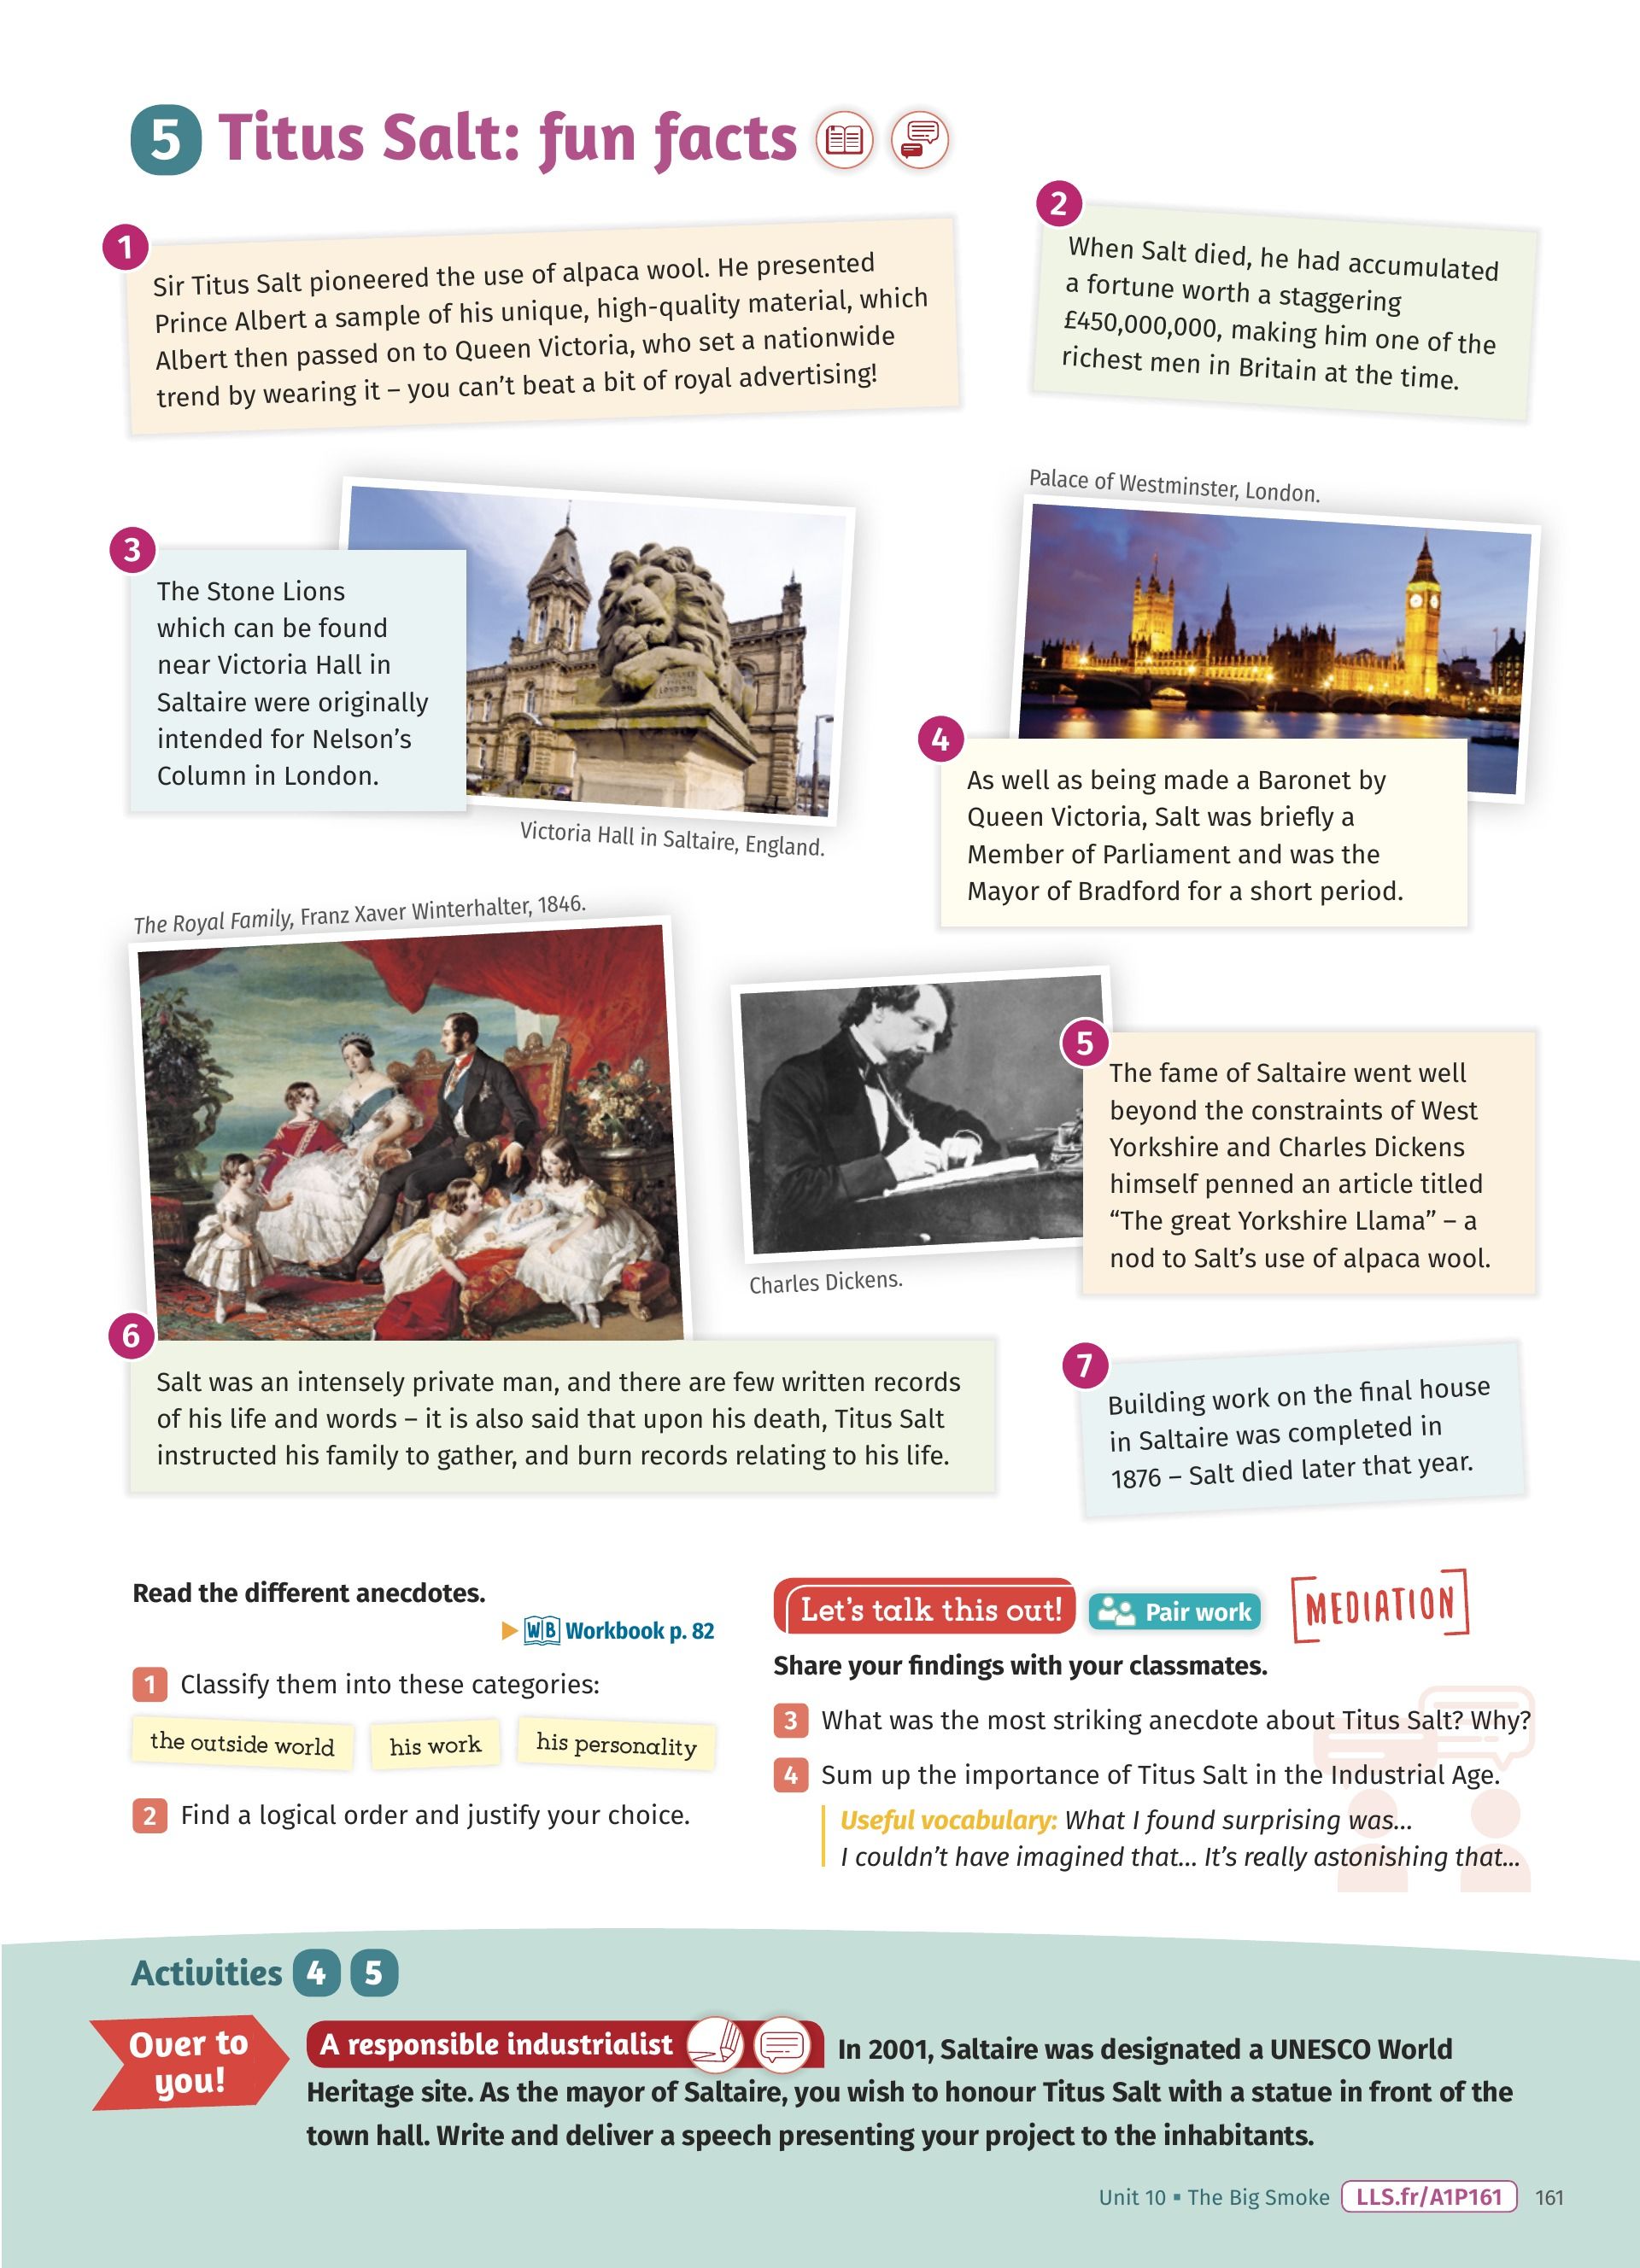 5 Titus Salt: fun facts
1
Sir Titus Salt pioneered the use of alpaca wool. He presented
Prince Albert a sample of his unique, high-quality material, which
Albert then passed on to Queen Victoria, who set a nationwide
trend by wearing it – you can’t beat a bit of royal advertising!
2
When Salt died, he had accumulated
a fortune worth a staggering
£450,000,000, making him one of the
richest men in Britain at the time.
3
The Stone Lions
which can be found
near Victoria Hall in
Saltaire were originally
intended for Nelson’s
Column in London.
Victoria Hall in Saltaire, England.
Palace of Westminster, London.
4
As well as being made a Baronet by
Queen Victoria, Salt was briefly a
Member of Parliament and was the
Mayor of Bradford for a short period.
The Royal Family, Franz Xaver Winterhalter, 1846.
Charles Dickens.
5
The fame of Saltaire went well
beyond the constraints of West
Yorkshire and Charles Dickens
himself penned an article titled
“The great Yorkshire Llama” – a
nod to Salt’s use of alpaca wool.
6
Salt was an intensely private man, and there are few written records
of his life and words – it is also said that upon his death, Titus Salt
instructed his family to gather, and burn records relating to his life.
7
Building work on the final house
in Saltaire was completed in
1876 – Salt died later that year.
Read the different anecdotes.
WB Workbook p. 82
1 Classify them into these categories:
the outside world his work his personality
2 Find a logical order and justify your choice.
Let’s talk this out! Pair work MEDIATION
Share your findings with your classmates.
3 What was the most striking anecdote about Titus Salt? Why?
4 Sum up the importance of Titus Salt in the Industrial Age.
Useful vocabulary: What I found surprising was...
I couldn’t have imagined that... It’s really astonishing that...
Activities 4 5
Over to
you!
A responsible industrialist In 2001, Saltaire was designated a UNESCO World
Heritage site. As the mayor of Saltaire, you wish to honour Titus Salt with a statue in front of the
town hall. Write and deliver a speech presenting your project to the inhabitants.
Unit 10 ▪ The Big Smoke LLS.fr/A1P161 161